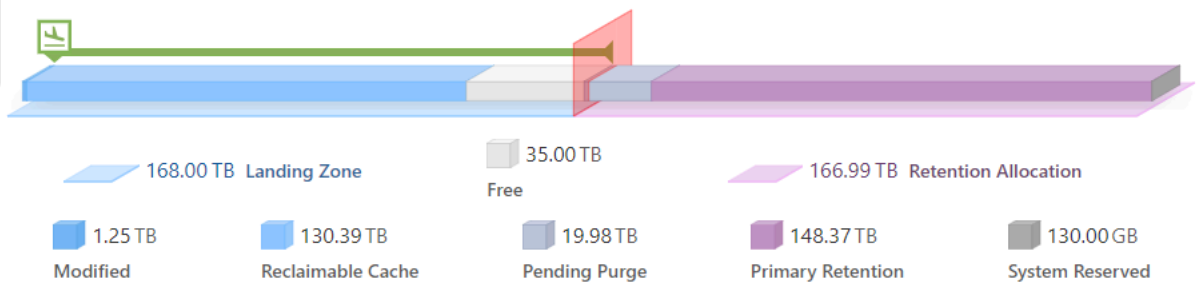 168.00 TB Landing Zone
35.00 TB
Free
166.99 TB Retention Allocation
1.25 TB
Modified
130.39 TB
Reclaimable Cache
19.98 TB
Pending Purge
148.37 TB
Primary Retention
130.00 GB
System Reserved